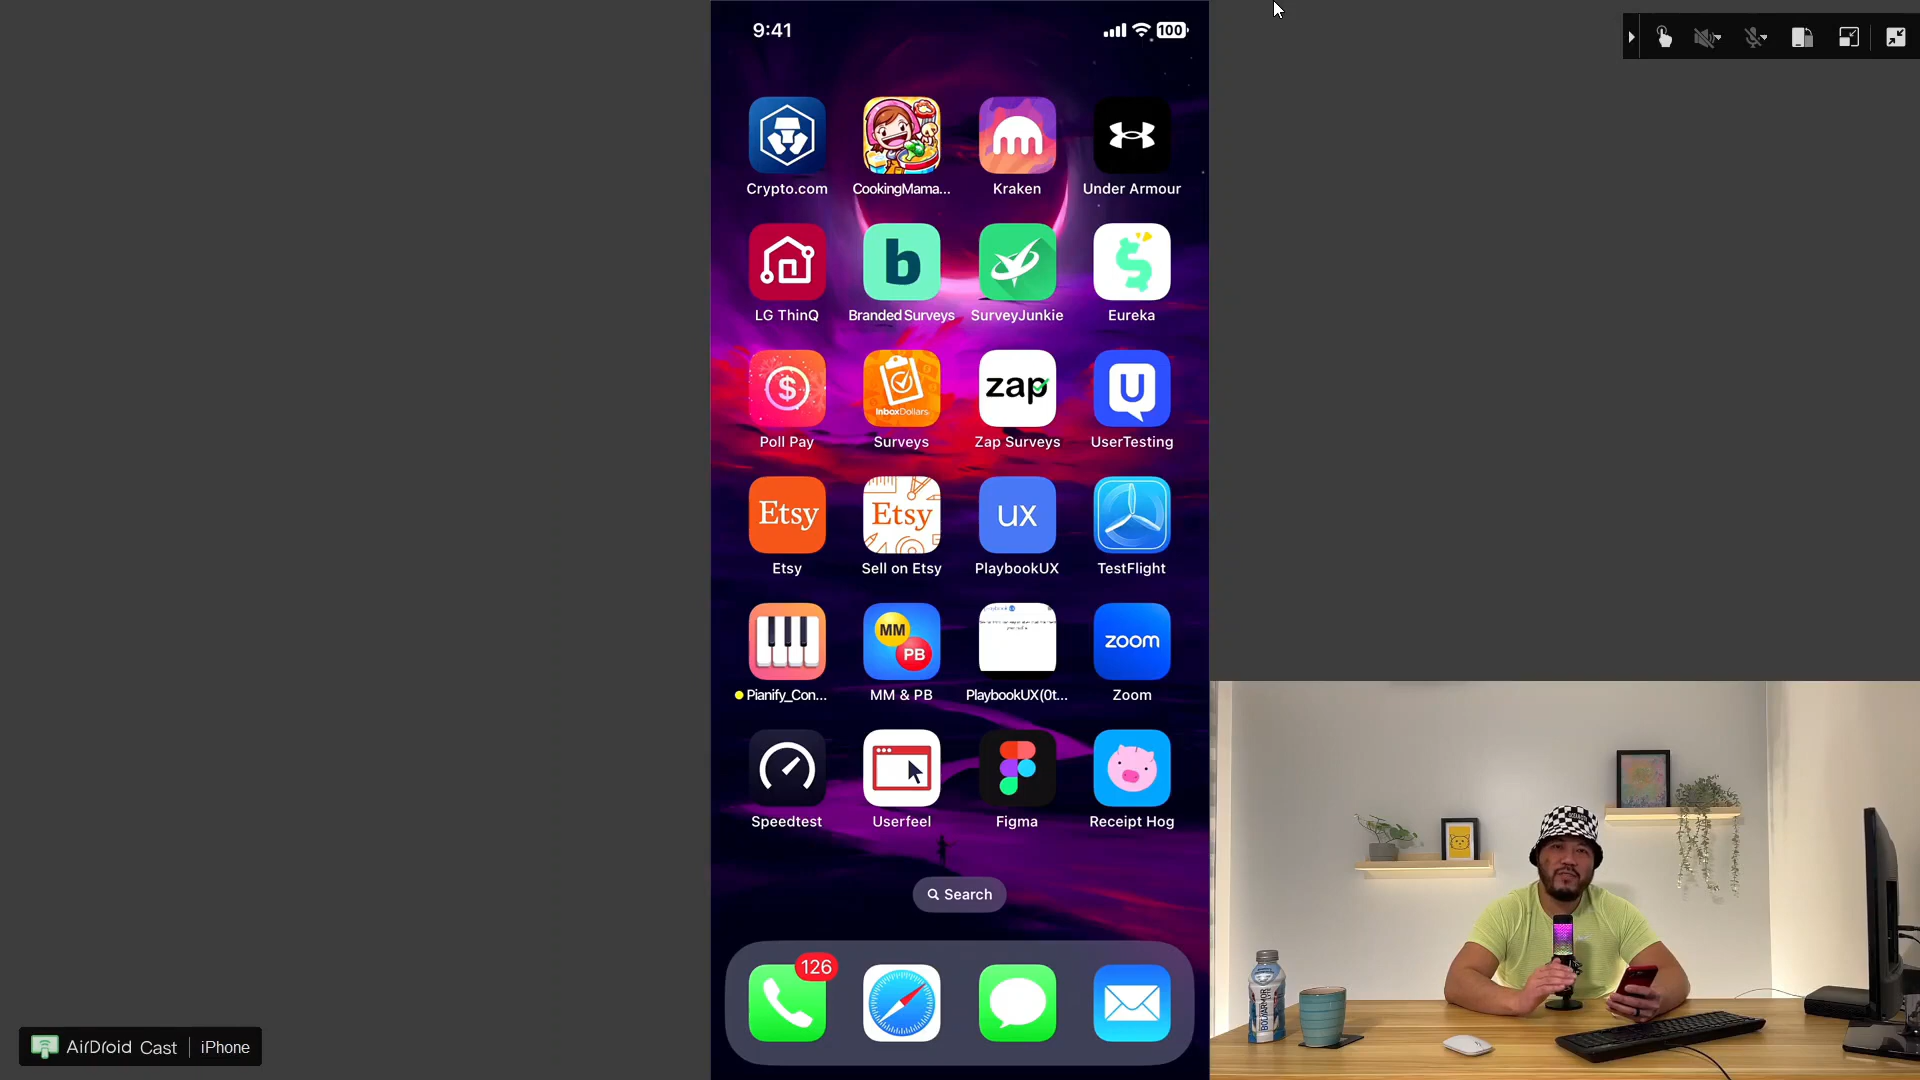 9:41
100
Crypto.com
CookingMama...
Kraken
Under Armour
b
LG ThinQ
Branded Surveys
SurveyJunkie
Eureka
$
InboxDollars
zap
U
Poll Pay
Surveys
Zap Surveys
UserTesting
Etsy
Etsy
UX
Etsy
Sell on Etsy
PlaybookUX
TestFlight
MM
PB
zoom
Pianify_Con...
MM & PB
PlaybookUX(0t...
Zoom
Speedtest
Userfeel
Figma
Receipt Hog
Search
126
BODYARMOR
AirDroid Cast
iPhone